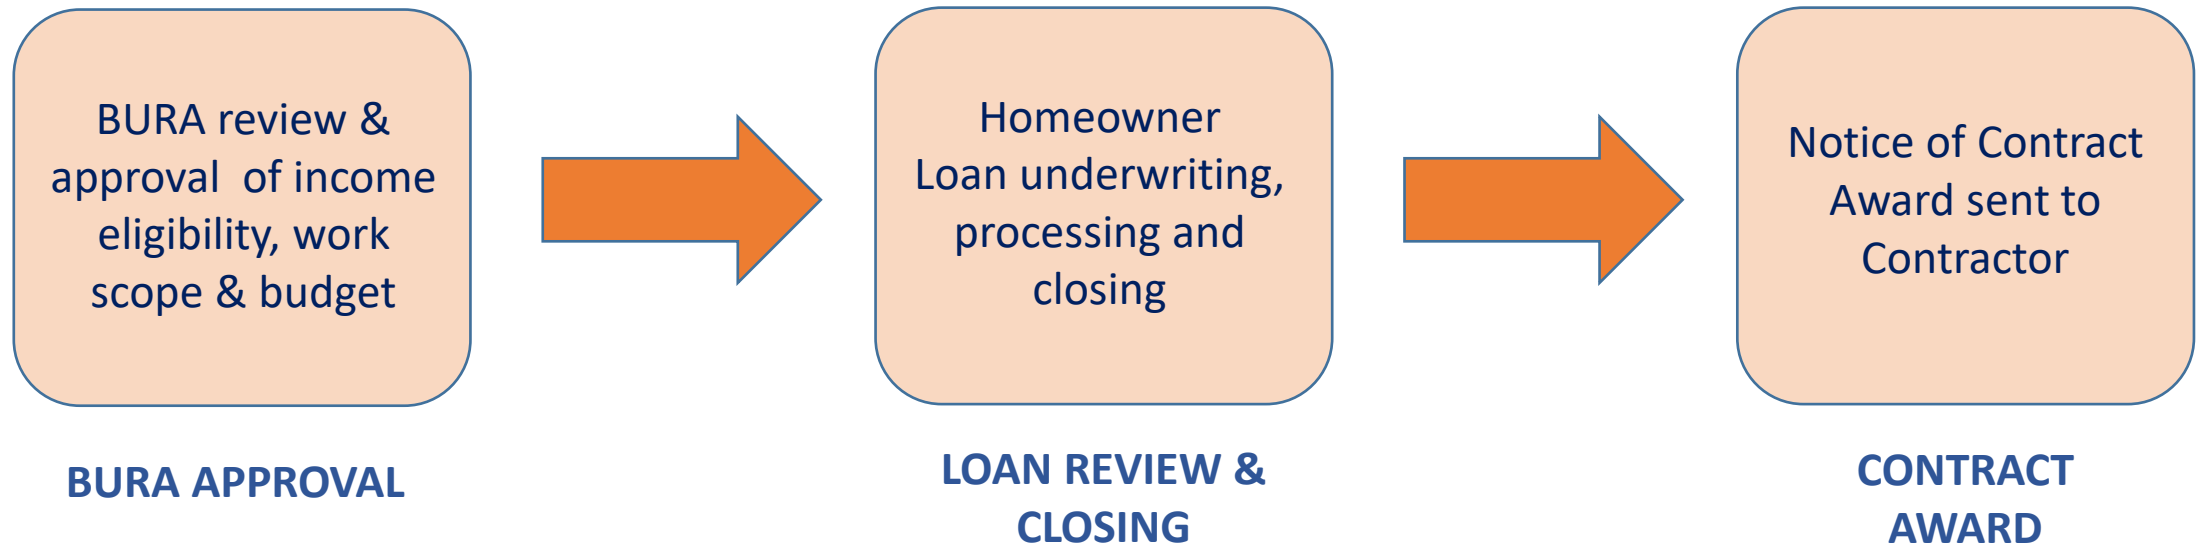 BURA review &
approval  of income
eligibility, work
scope & budget
BURA APPROVAL
Homeowner
Loan underwriting,
processing and
closing
LOAN REVIEW &
CLOSING
Notice of Contract
Award sent to
Contractor
CONTRACT
AWARD